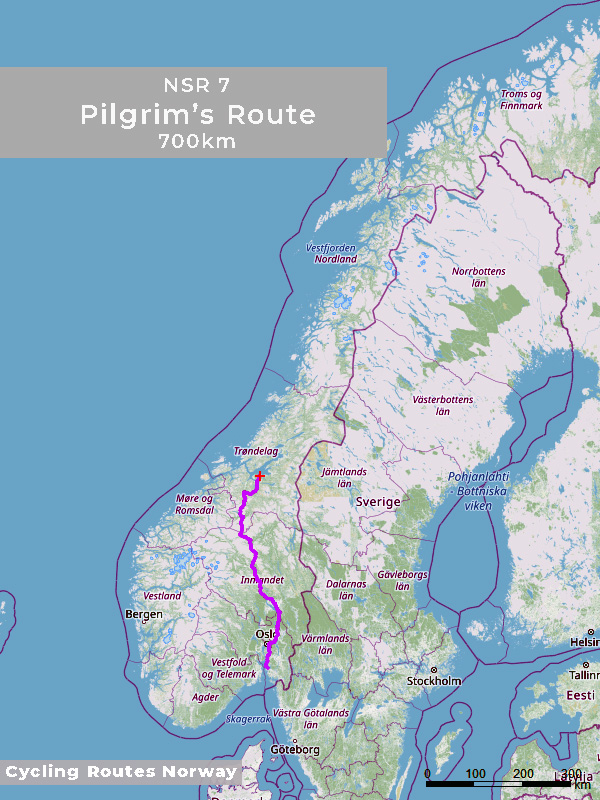 NSR 7
Pilgrim's Route
700km
Troms og
Finnmark
Vestfjorden
Nordland
Norrbottens
län
Västerbottens
län
Trøndelag
Jämtlands
län
Pohjanlahti
- Bottniska
viken
Sverige
Møre og
Romsdal
Innlandet
Gävleborgs
län
Dalarnas
län
Vestland
Bergen
Oslo
Värmlands
län
Helsin
Vestfold
og Telemark
Stockholm
Tallinn
Eesti
Agder
Skagerrak
Västra Götalands
län
Göteborg
Cycling Routes Norway
0 100 200 300
km
Latvija